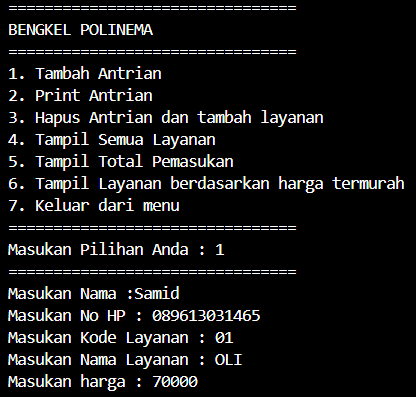 ================================
BENGKEL POLINEMA
================================
1. Tambah Antrian
2. Print Antrian
3. Hapus Antrian dan tambah layanan
4. Tampil Semua Layanan
5. Tampil Total Pemasukan
6. Tampil Layanan berdasarkan harga termurah
7. Keluar dari menu
================================
Masukan Pilihan Anda : 1
================================
Masukan Nama :Samid
Masukan No HP : 089613031465
Masukan Kode Layanan : 01
Masukan Nama Layanan : OLI
Masukan harga : 70000